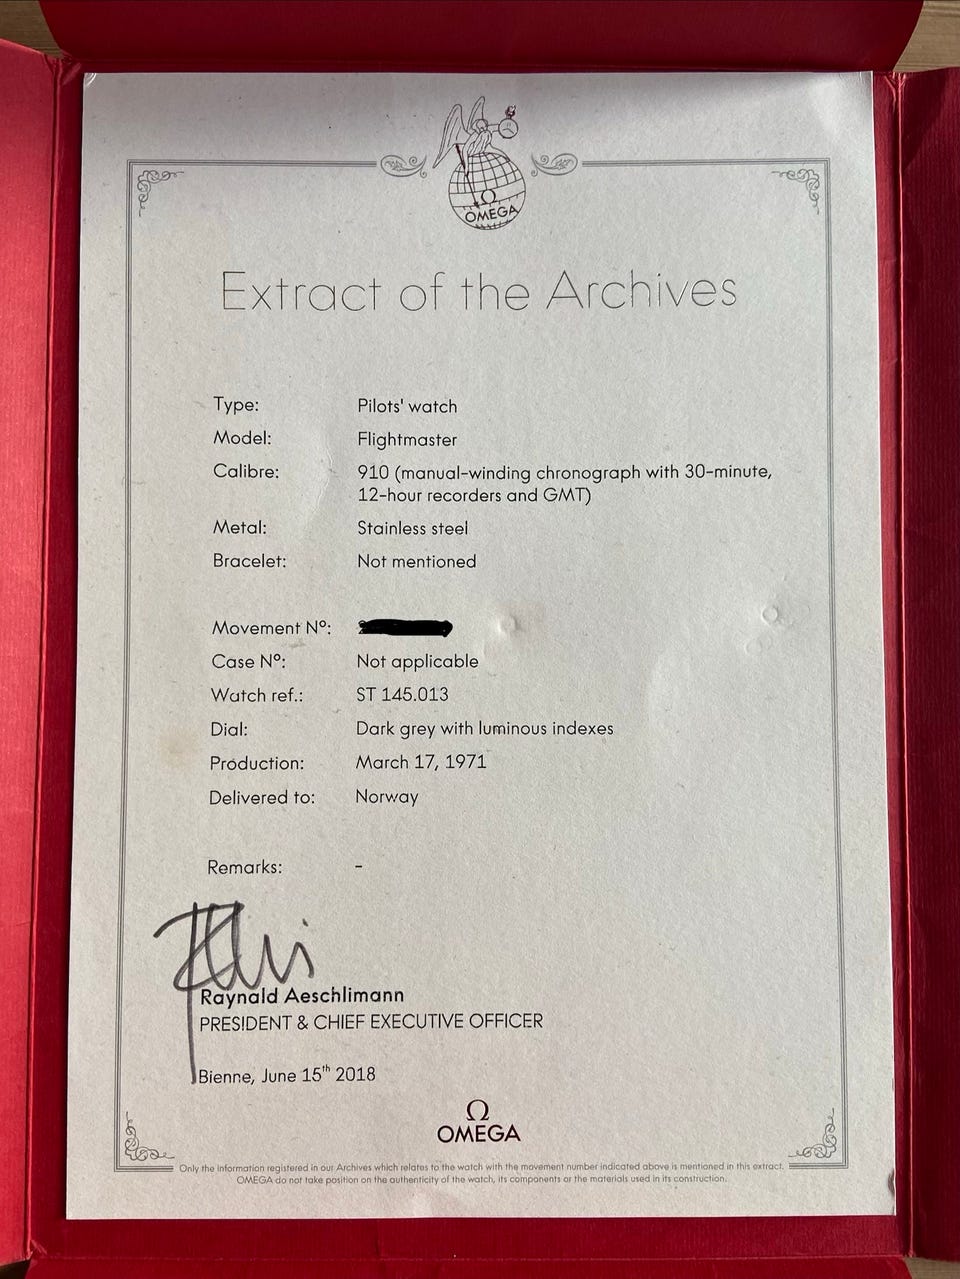 Ω
OMEGA
Extract of the Archives
Type: Pilots' watch
Model: Flightmaster
Calibre: 910 (manual-winding chronograph with 30-minute,
12-hour recorders and GMT)
Metal: Stainless steel
Bracelet: Not mentioned
Movement Nº:
Case Nº: Not applicable
Watch ref.: ST 145.013
Dial: Dark grey with luminous indexes
Production: March 17, 1971
Delivered to: Norway
Remarks: -
Raynald Aeschlimann
PRESIDENT & CHIEF EXECUTIVE OFFICER
Bienne, June 15th 2018
Ω
OMEGA
Only the information registered in our Archives which relates to the watch with the movement number indicated above is mentioned in this extract.
OMEGA do not take position on the authenticity of the watch, its components or the materials used in its construction.